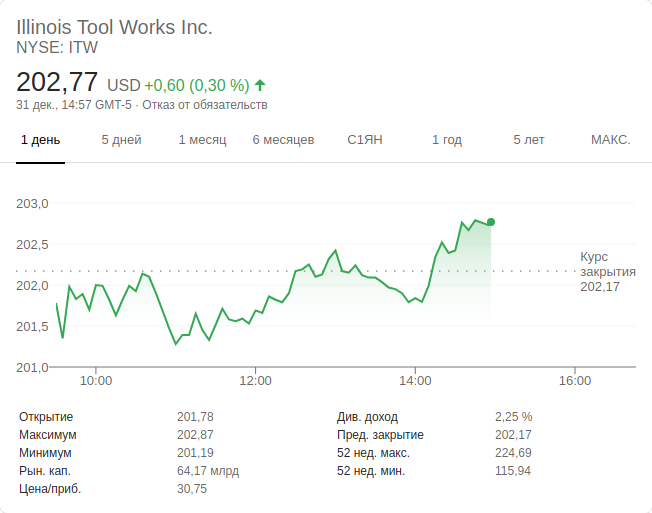 Illinois Tool Works Inc.
NYSE: ITW
202,77 USD +0,60 (0,30 %)
31 дек., 14:57 GMT-5 · Отказ от обязательств
1 день 5 дней 1 месяц 6 месяцев С1ЯН 1 год 5 лет МАКС.
203,0
202,5
Курс
закрытия
202,17
202,0
201,5
201,0
10:00 12:00 14:00 16:00
Открытие 201,78 Див. доход 2,25 %
Максимум 202,87 Пред. закрытие 202,17
Минимум 201,19 52 нед. макс. 224,69
Рын. кап. 64,17 млрд 52 нед. мин. 115,94
Цена/приб. 30,75